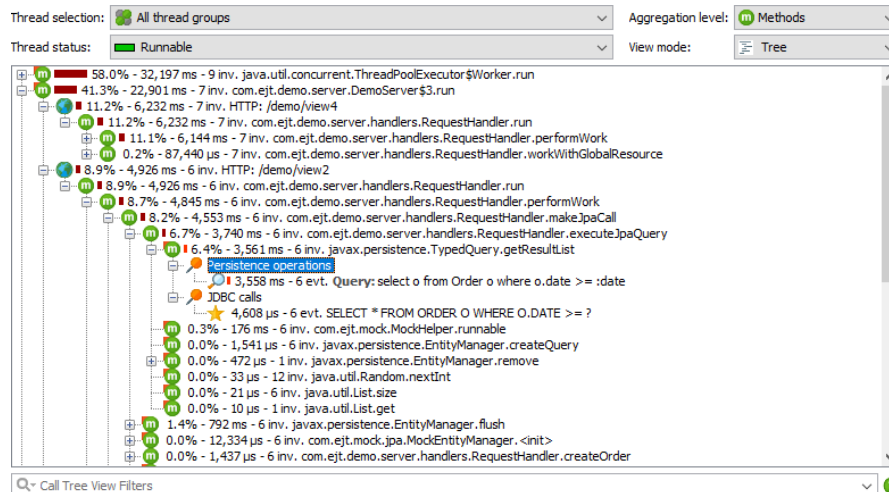 Thread selection: All thread groups Aggregation level: m Methods
Thread status: Runnable View mode: Tree
m 58.0% - 32,197 ms - 9 inv. java.util.concurrent.ThreadPoolExecutor$Worker.run
m 41.3% - 22,901 ms - 7 inv. com.ejt.demo.server.DemoServer$3.run
11.2% - 6,232 ms - 7 inv. HTTP: /demo/view4
m 11.2% - 6,232 ms - 7 inv. com.ejt.demo.server.handlers.RequestHandler.run
m 11.1% - 6,144 ms - 7 inv. com.ejt.demo.server.handlers.RequestHandler.performWork
m 0.2% - 87,440 µs - 7 inv. com.ejt.demo.server.handlers.RequestHandler.workWithGlobalResource
8.9% - 4,926 ms - 6 inv. HTTP: /demo/view2
m 8.9% - 4,926 ms - 6 inv. com.ejt.demo.server.handlers.RequestHandler.run
m 8.7% - 4,845 ms - 6 inv. com.ejt.demo.server.handlers.RequestHandler.performWork
m 8.2% - 4,553 ms - 6 inv. com.ejt.demo.server.handlers.RequestHandler.makeJpaCall
m 6.7% - 3,740 ms - 6 inv. com.ejt.demo.server.handlers.RequestHandler.executeJpaQuery
m 6.4% - 3,561 ms - 6 inv. javax.persistence.TypedQuery.getResultList
Persistence operations
3,558 ms - 6 evt. Query: select o from Order o where o.date >= :date
JDBC calls
4,608 µs - 6 evt. SELECT * FROM ORDER O WHERE O.DATE >= ?
m 0.3% - 176 ms - 6 inv. com.ejt.mock.MockHelper.runnable
m 0.0% - 1,541 µs - 6 inv. javax.persistence.EntityManager.createQuery
m 0.0% - 472 µs - 1 inv. javax.persistence.EntityManager.remove
m 0.0% - 33 µs - 12 inv. java.util.Random.nextInt
m 0.0% - 21 µs - 6 inv. java.util.List.size
m 0.0% - 10 µs - 1 inv. java.util.List.get
m 1.4% - 792 ms - 6 inv. javax.persistence.EntityManager.flush
m 0.0% - 12,334 µs - 6 inv. com.ejt.mock.jpa.MockEntityManager.<init>
m 0.0% - 1,437 µs - 6 inv. com.ejt.demo.server.handlers.RequestHandler.createOrder
Call Tree View Filters